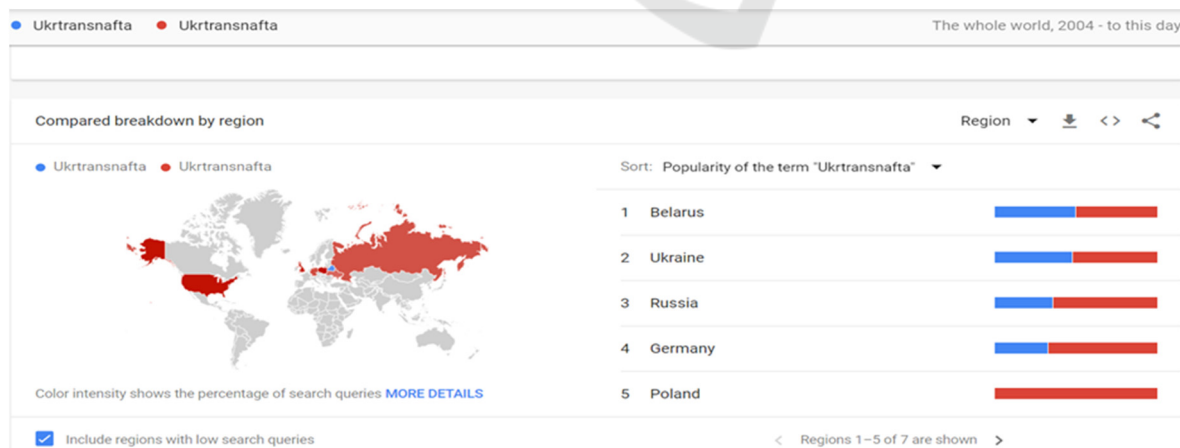 Ukrtransnafta Ukrtransnafta The whole world, 2004 - to this day
Compared breakdown by region Region <>
Ukrtransnafta Ukrtransnafta Sort: Popularity of the term "Ukrtransnafta"
1 Belarus
2 Ukraine
3 Russia
4 Germany
5 Poland
Color intensity shows the percentage of search queries MORE DETAILS
Include regions with low search queries < Regions 1–5 of 7 are shown >